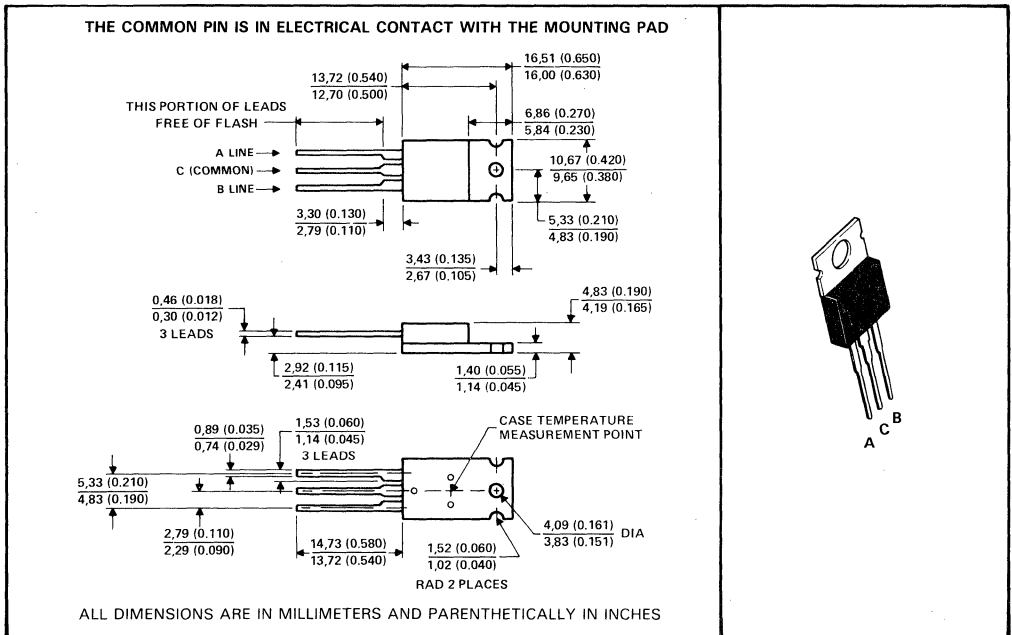 THE COMMON PIN IS IN ELECTRICAL CONTACT WITH THE MOUNTING PAD
16,51 (0.650)
16,00 (0.630)
13,72 (0.540)
12,70 (0.500)
THIS PORTION OF LEADS
FREE OF FLASH
6,86 (0.270)
5,84 (0.230)
A LINE
C (COMMON)
B LINE
10,67 (0.420)
9,65 (0.380)
3,30 (0.130)
2,79 (0.110)
5,33 (0.210)
4,83 (0.190)
3,43 (0.135)
2,67 (0.105)
0,46 (0.018)
0,30 (0.012)
3 LEADS
4,83 (0.190)
4,19 (0.165)
2,92 (0.115)
2,41 (0.095)
1,40 (0.055)
1,14 (0.045)
0,89 (0.035)
0,74 (0.029)
1,53 (0.060)
1,14 (0.045)
3 LEADS
CASE TEMPERATURE
MEASUREMENT POINT
5,33 (0.210)
4,83 (0.190)
2,79 (0.110)
2,29 (0.090)
14,73 (0.580)
13,72 (0.540)
1,52 (0.060)
1,02 (0.040)
RAD 2 PLACES
4,09 (0.161)
3,83 (0.151)
DIA
ALL DIMENSIONS ARE IN MILLIMETERS AND PARENTHETICALLY IN INCHES
A
C
B